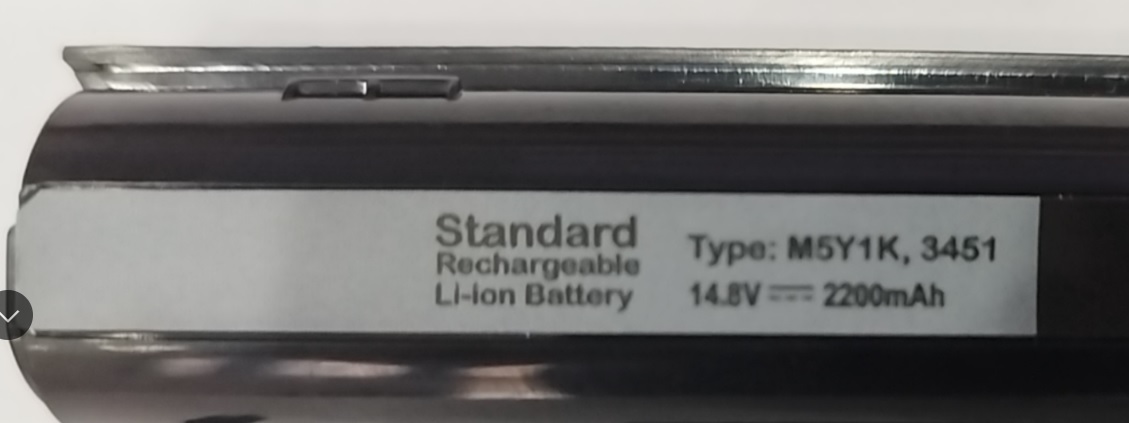 Standard
Rechargeable
Li-ion Battery
Type: M5Y1K, 3451
14.8V ⎓ 2200mAh